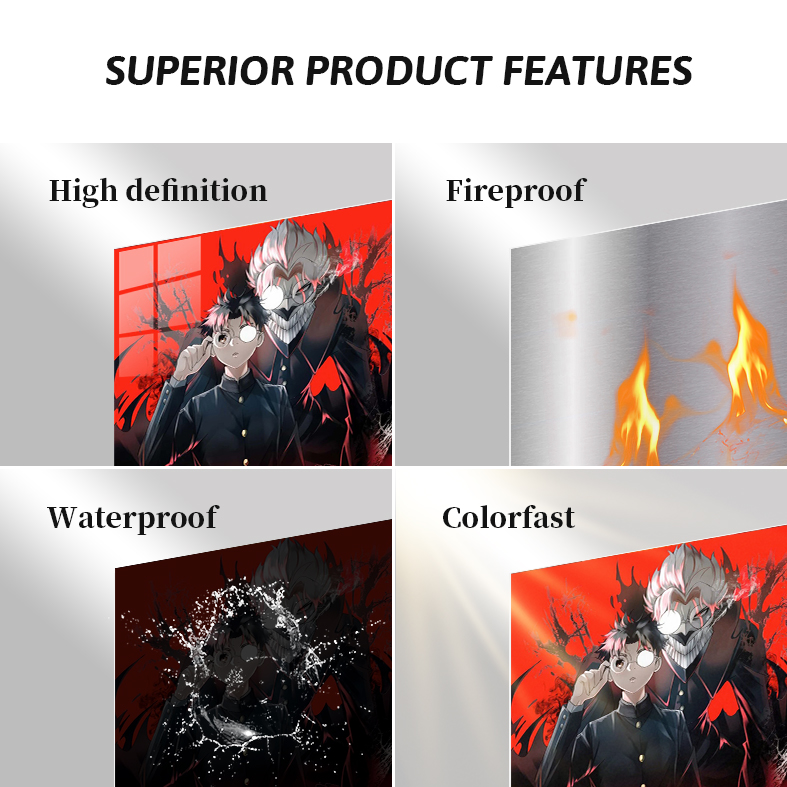 SUPERIOR PRODUCT FEATURES
High definition
Fireproof
Waterproof
Colorfast